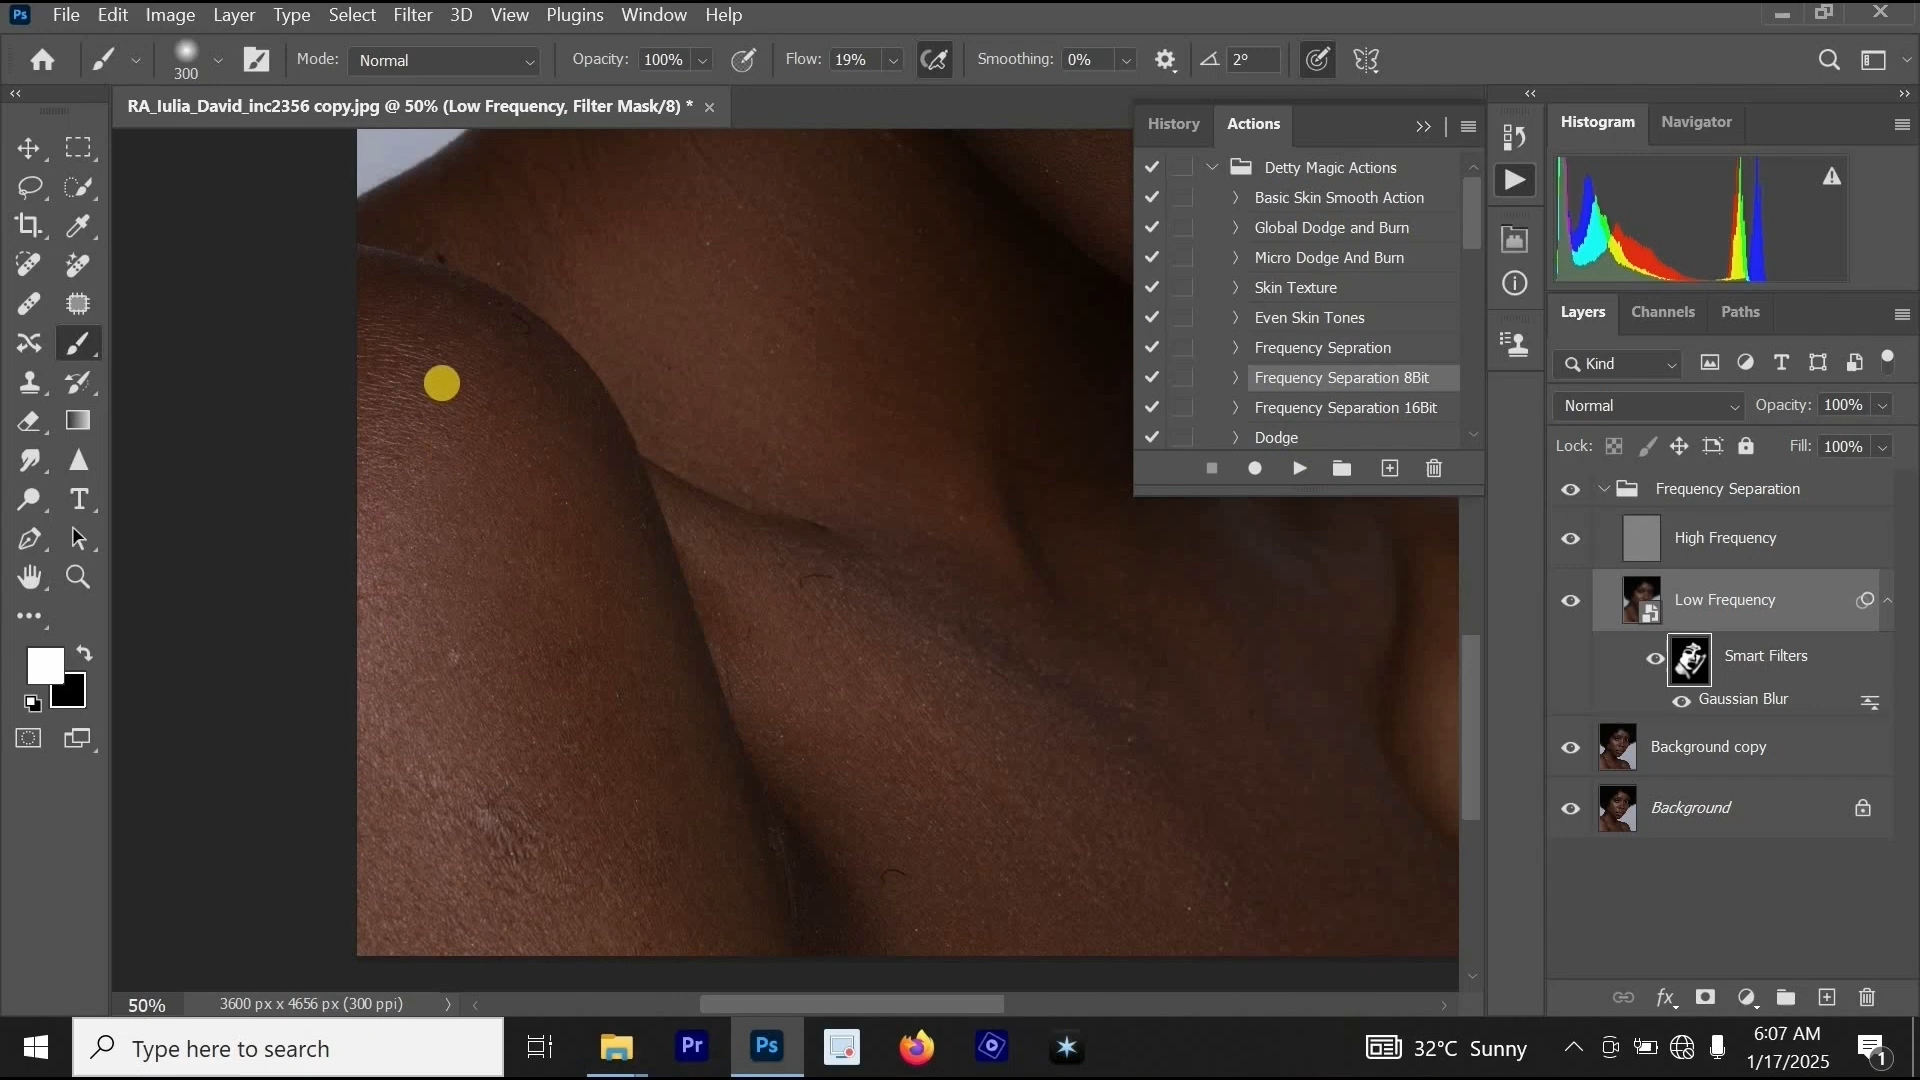 Ps File Edit Image Layer Type Select Filter 3D View Plugins Window Help
300 Mode: Normal Opacity: 100% Flow: 19% Smoothing: 0% 2°
RA_Iulia_David_inc2356 copy.jpg @ 50% (Low Frequency, Filter Mask/8) *
History Actions
Detty Magic Actions
Basic Skin Smooth Action
Global Dodge and Burn
Micro Dodge And Burn
Skin Texture
Even Skin Tones
Frequency Sepration
Frequency Separation 8Bit
Frequency Separation 16Bit
Dodge
Histogram Navigator
Layers Channels Paths
Kind
Normal Opacity: 100%
Lock: Fill: 100%
Frequency Separation
High Frequency
Low Frequency
Smart Filters
Gaussian Blur
Background copy
Background
fx
50% 3600 px x 4656 px (300 ppi)
Type here to search
Pr Ps
32°C Sunny
6:07 AM
1/17/2025
1